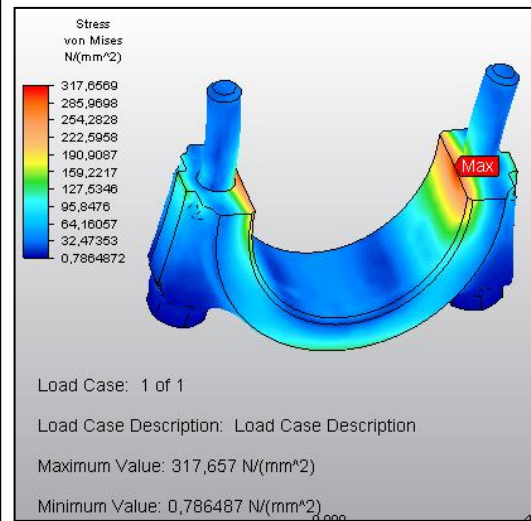 Stress
von Mises
N/(mm^2)
317,6569
285,9698
254,2828
222,5958
190,9087
159,2217
127,5346
95,8476
64,16057
32,47353
0,7864872
Max
Load Case: 1 of 1
Load Case Description: Load Case Description
Maximum Value: 317,657 N/(mm^2)
Minimum Value: 0,786487 N/(mm^2)